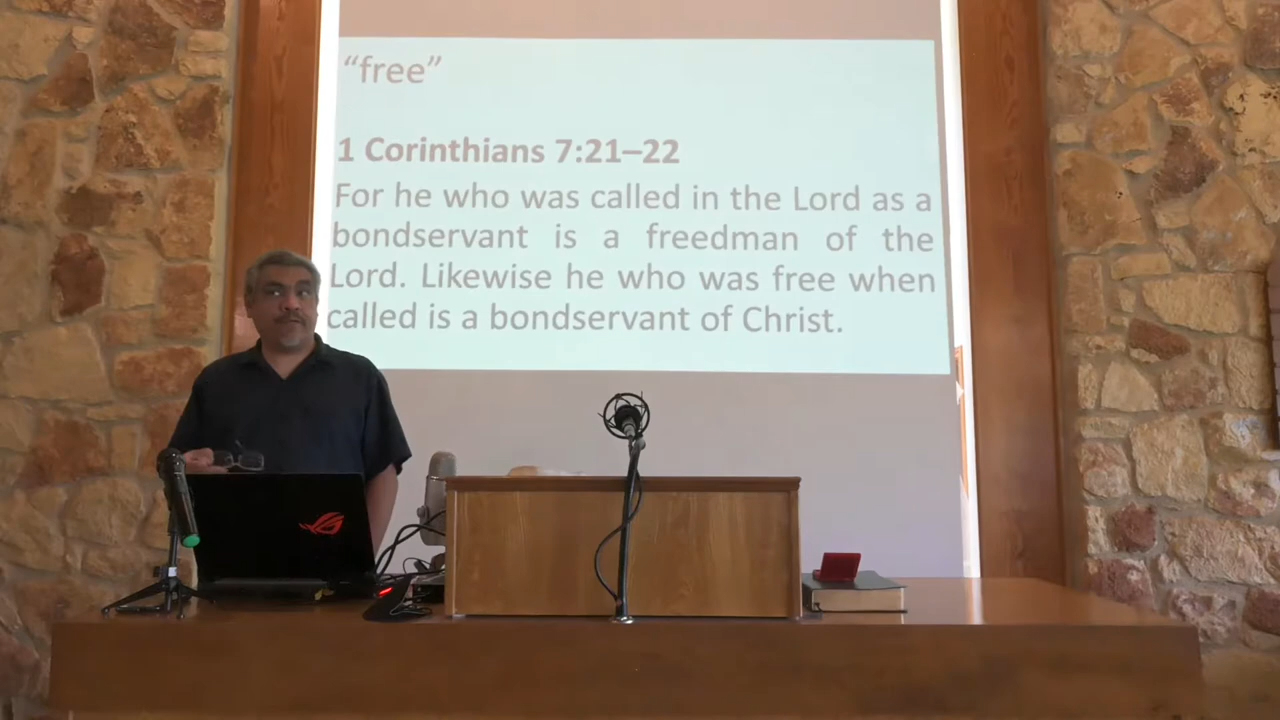 “free”
1 Corinthians 7:21–22
For he who was called in the Lord as a
bondservant is a freedman of the
Lord. Likewise he who was free when
called is a bondservant of Christ.